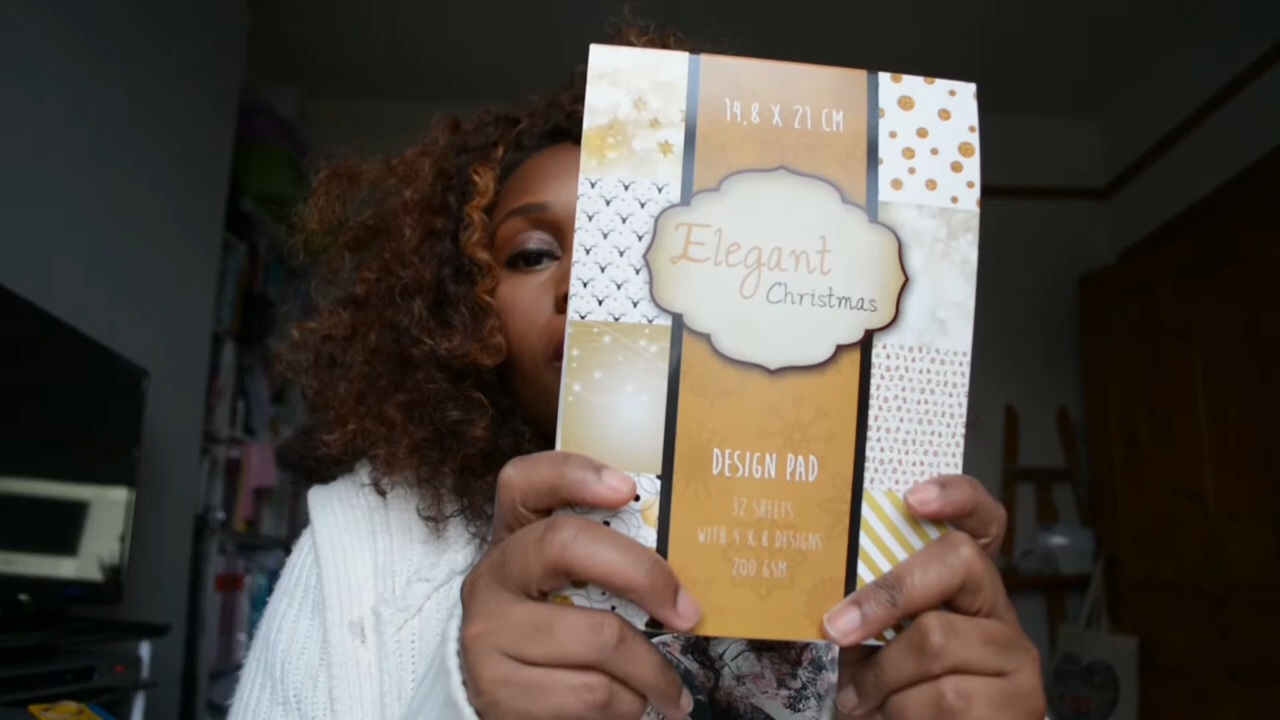 14,8 X 21 CM
Elegant
Christmas
DESIGN PAD
32 SHEETS
WITH 4 X 8 DESIGNS
200 GSM